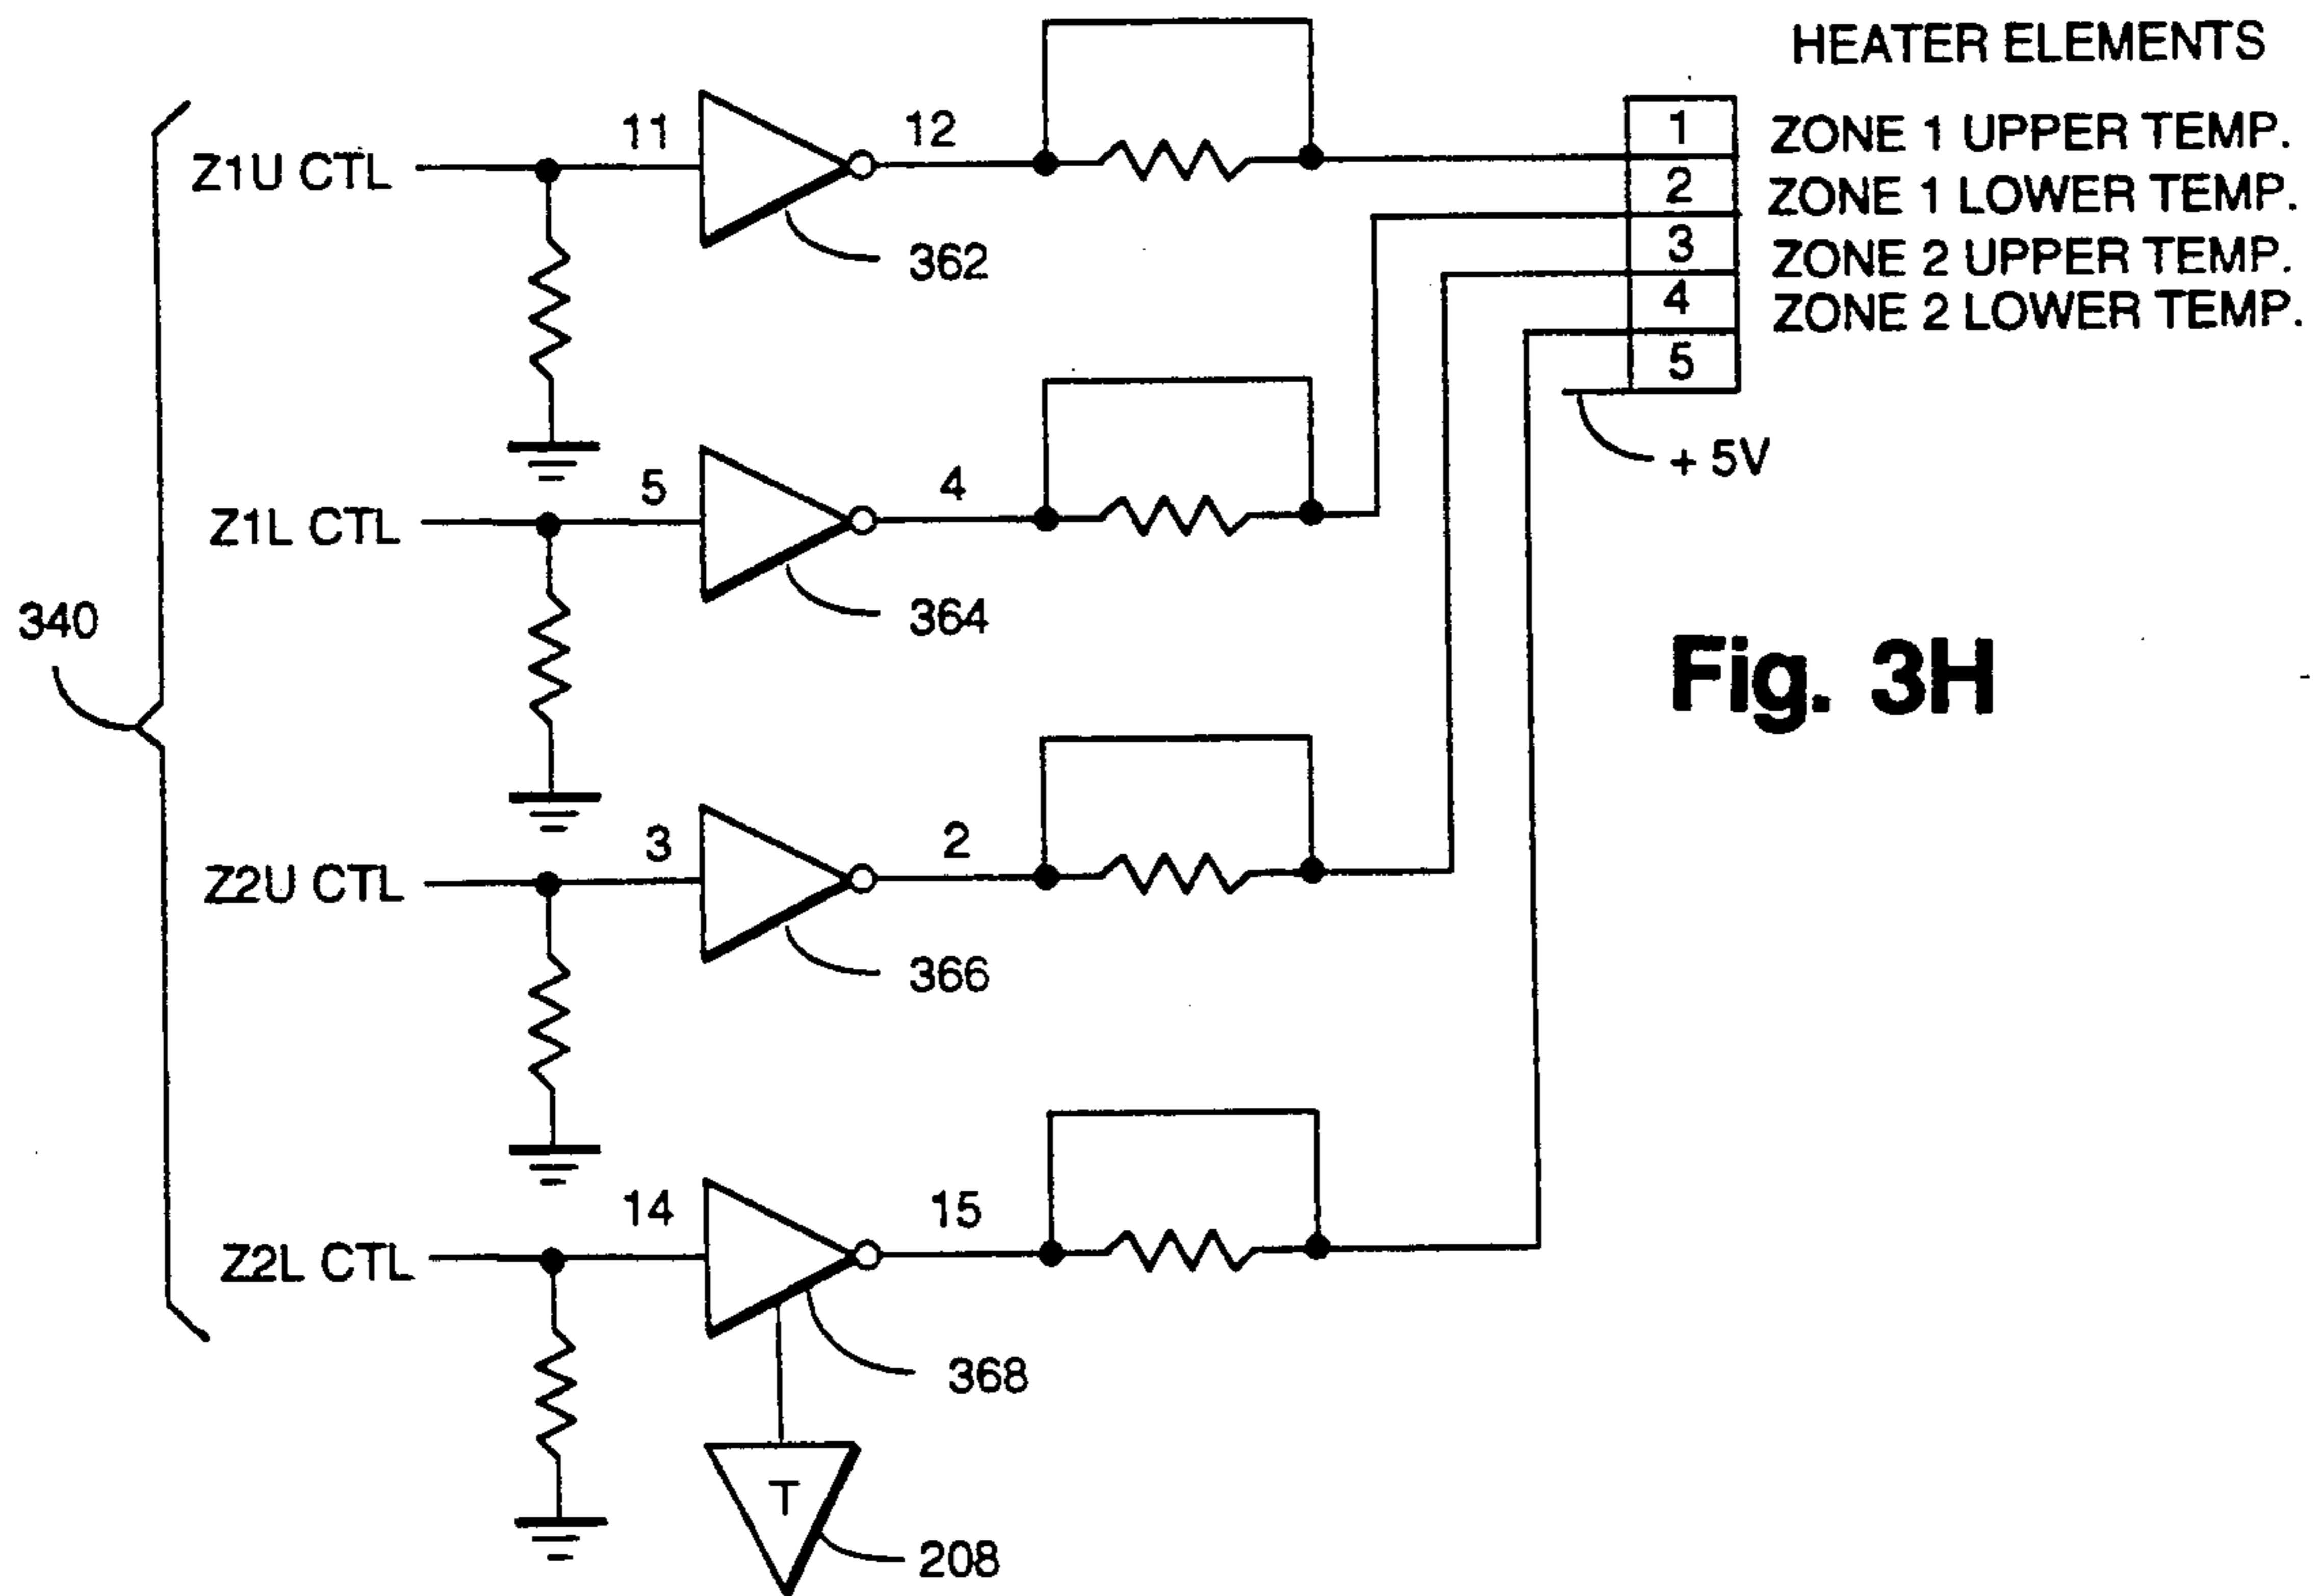 HEATER ELEMENTS
11
12
1
ZONE 1 UPPER TEMP.
Z1U CTL
2
ZONE 1 LOWER TEMP.
362
3
ZONE 2 UPPER TEMP.
4
ZONE 2 LOWER TEMP.
5
+ 5V
5
4
Z1L CTL
340
364
Fig. 3H
3
2
Z2U CTL
366
14
15
Z2L CTL
368
T
208